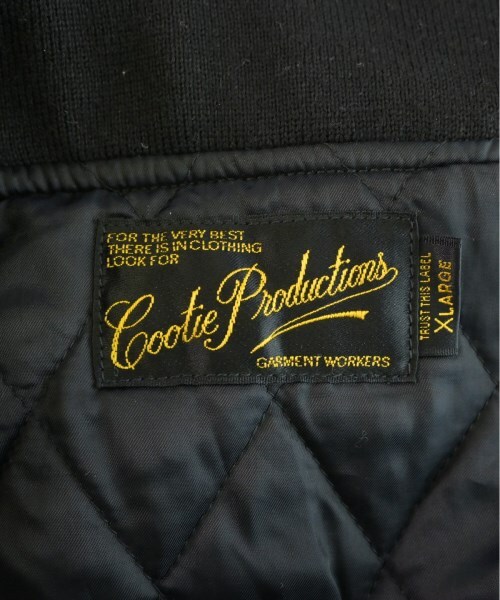 FOR THE VERY BEST
THERE IS IN CLOTHING
LOOK FOR
Cootie Productions
GARMENT WORKERS
TRUST THIS LABEL
XLARGE